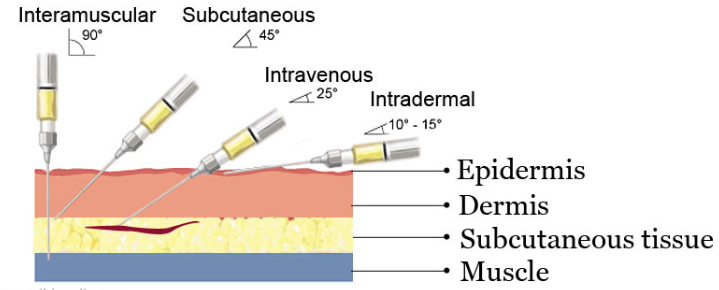 Interamuscular
90°
Subcutaneous
45°
Intravenous
25°
Intradermal
10° - 15°
Epidermis
Dermis
Subcutaneous tissue
Muscle